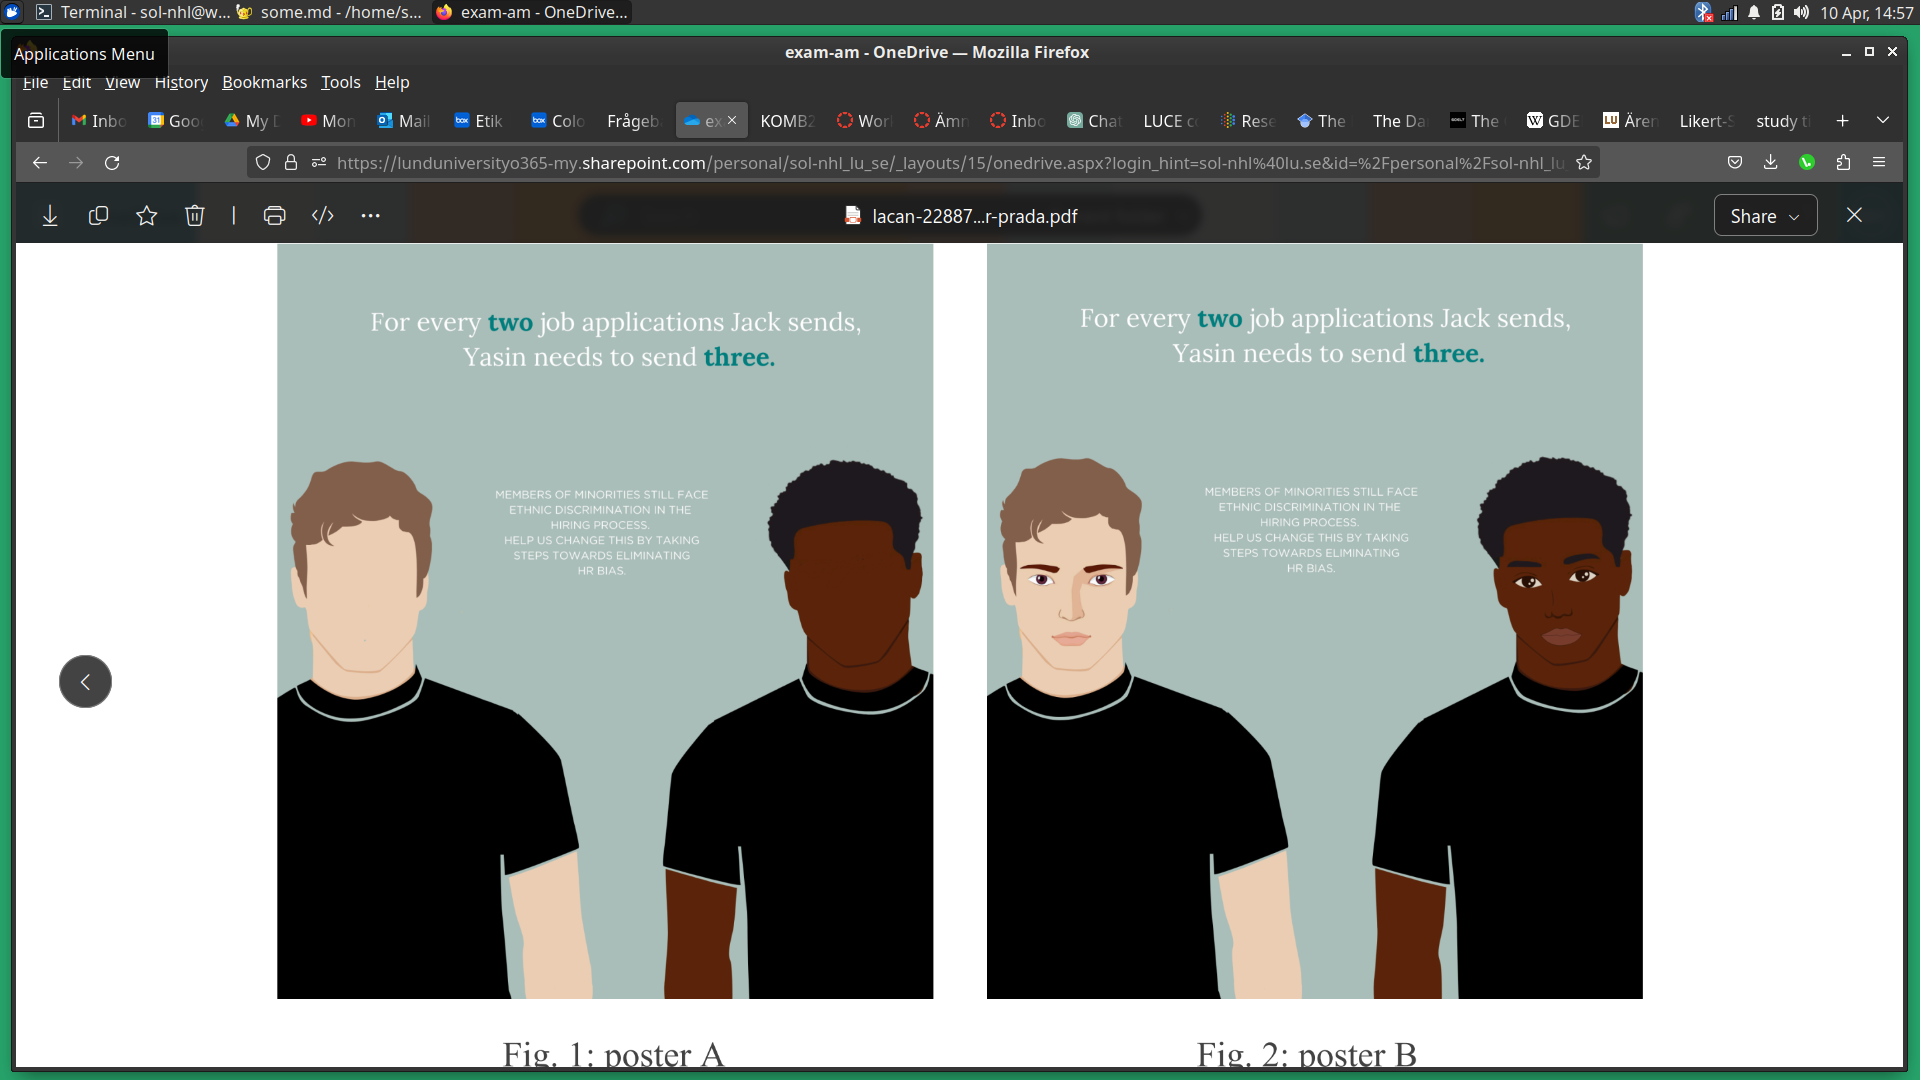 Terminal - sol-nhl@w...
some.md - /home/s...
exam-am - OneDrive...
10 Apr, 14:57
Applications Menu
exam-am - OneDrive — Mozilla Firefox
File Edit View History Bookmarks Tools Help
Inbo
Goo
My D
Mon
Mail
Etik
Colo
Frågeb
ex
KOMB2
Wor
Ämn
Inbo
Chat
LUCE co
Rese
The
The Da
The
GDE
Ären
Likert-S
study ti
https://lunduniversityo365-my.sharepoint.com/personal/sol-nhl_lu_se/_layouts/15/onedrive.aspx?login_hint=sol-nhl%40lu.se&id=%2Fpersonal%2Fsol-nhl_lu
lacan-22887...r-prada.pdf
Share
For every two job applications Jack sends,
Yasin needs to send three.
MEMBERS OF MINORITIES STILL FACE
ETHNIC DISCRIMINATION IN THE
HIRING PROCESS.
HELP US CHANGE THIS BY TAKING
STEPS TOWARDS ELIMINATING
HR BIAS.
Fig. 1: poster A
For every two job applications Jack sends,
Yasin needs to send three.
MEMBERS OF MINORITIES STILL FACE
ETHNIC DISCRIMINATION IN THE
HIRING PROCESS.
HELP US CHANGE THIS BY TAKING
STEPS TOWARDS ELIMINATING
HR BIAS.
Fig. 2: poster B